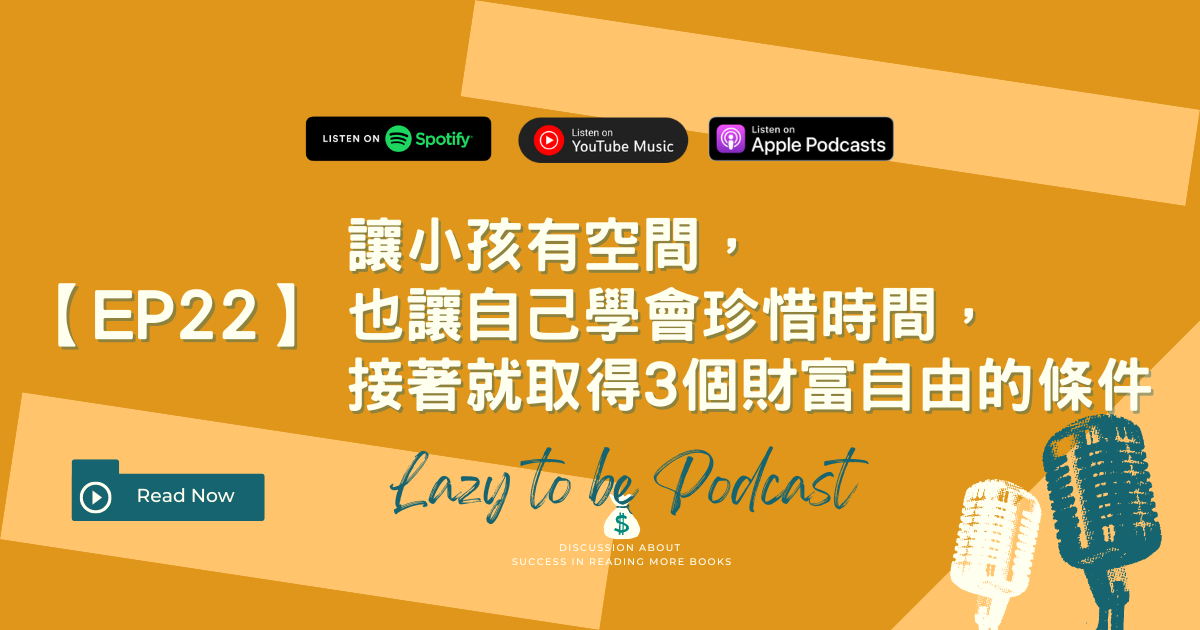 LISTEN ON Spotify
Listen on
YouTube Music
Listen on
Apple Podcasts
【EP22】
讓小孩有空間，
也讓自己學會珍惜時間，
接著就取得3個財富自由的條件
Read Now
Lazy to be Podcast
$
DISCUSSION ABOUT
SUCCESS IN READING MORE BOOKS